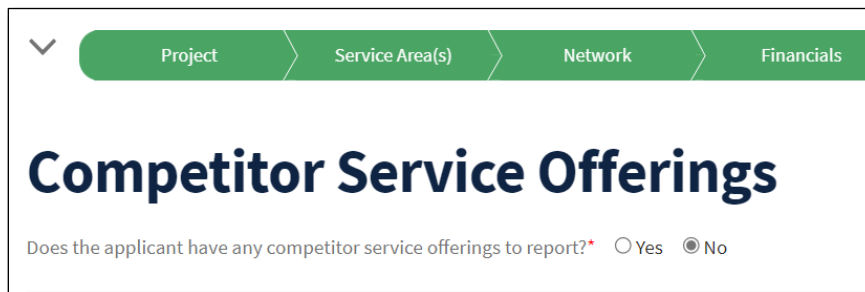 Project Service Area(s) Network Financials
Competitor Service Offerings
Does the applicant have any competitor service offerings to report?* Yes No